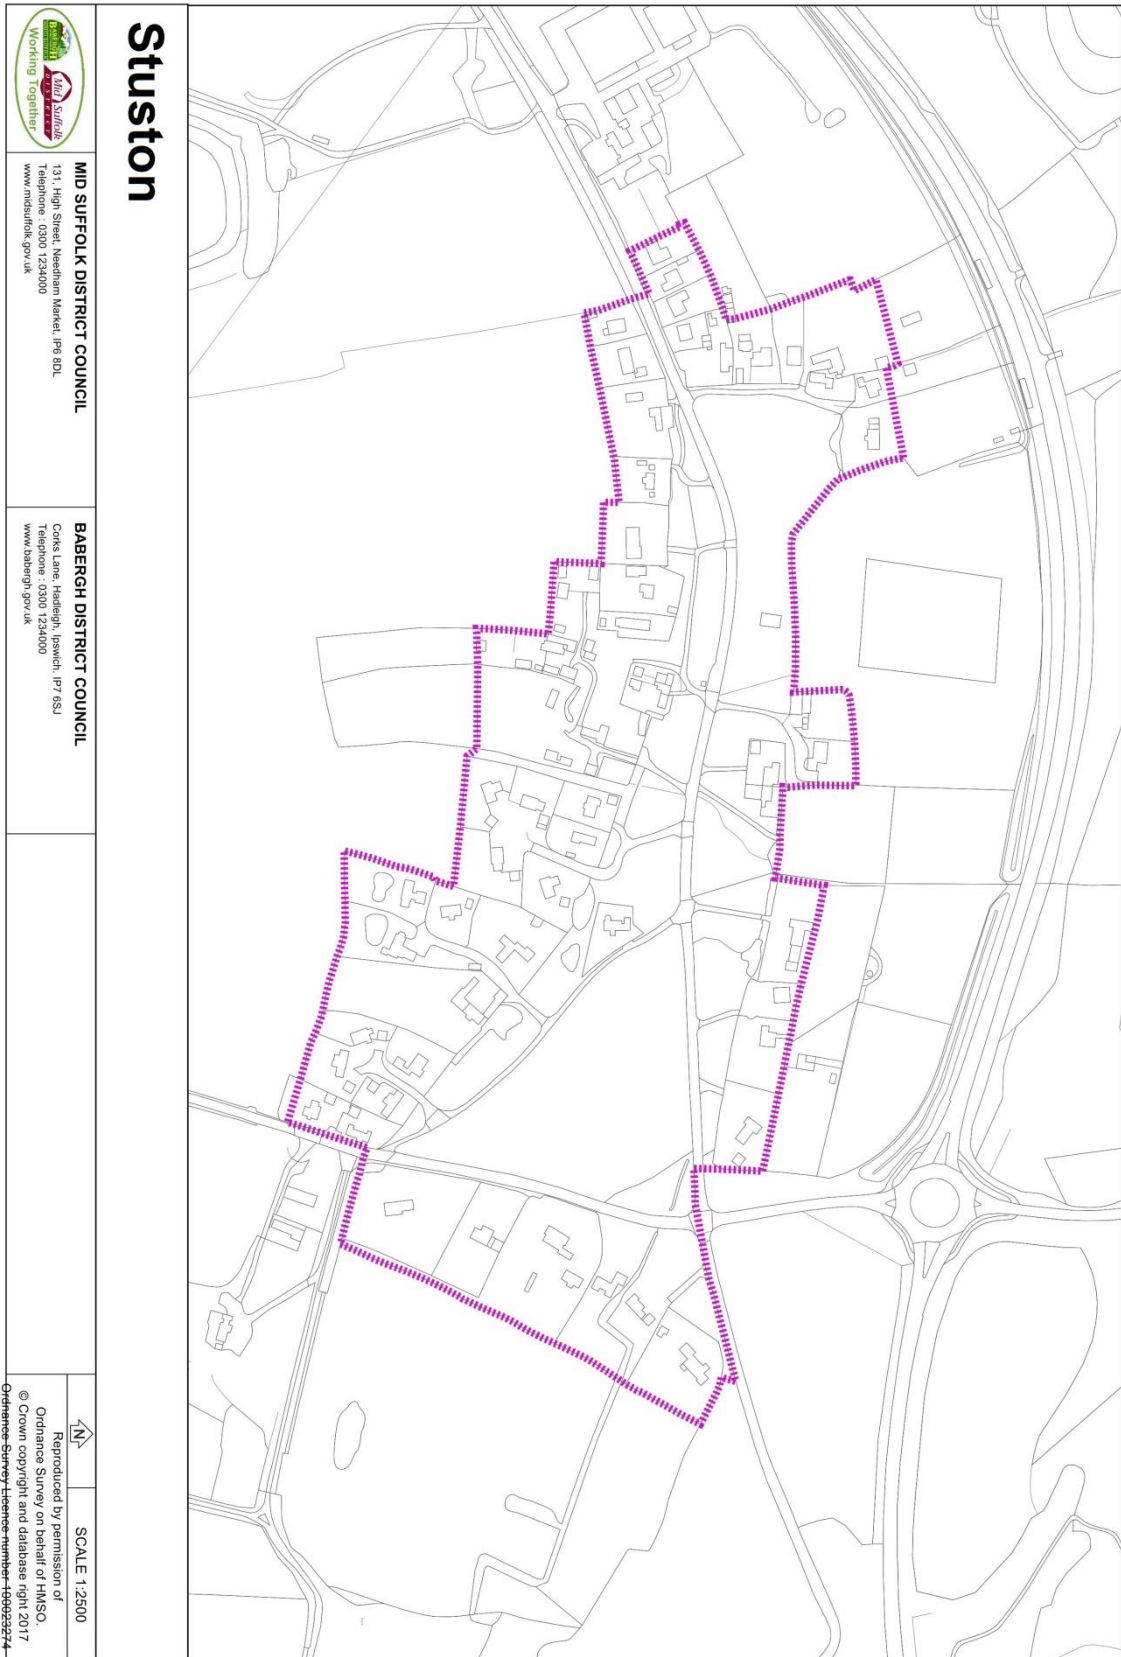 Stuston
BABERGH
Mid Suffolk
DISTRICT
Working Together
MID SUFFOLK DISTRICT COUNCIL
131, High Street, Needham Market, IP6 8DL
Telephone : 0300 1234000
www.midsuffolk.gov.uk
BABERGH DISTRICT COUNCIL
Corks Lane, Hadleigh, Ipswich. IP7 6SJ
Telephone : 0300 1234000
www.babergh.gov.uk
N
SCALE 1:2500
Reproduced by permission of
Ordnance Survey on behalf of HMSO.
© Crown copyright and database right 2017
Ordnance Survey Licence number 100023274